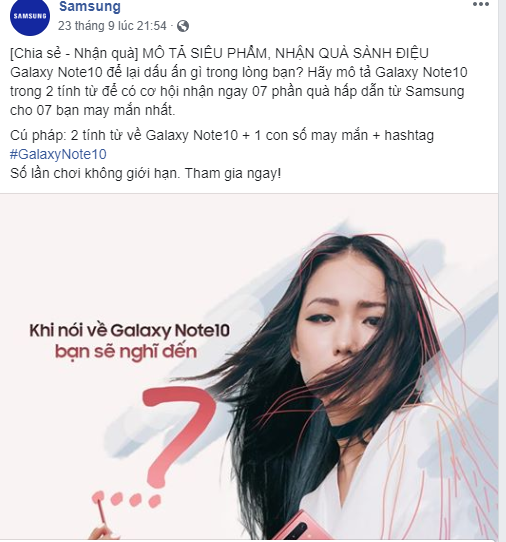 SAMSUNG
Samsung
23 tháng 9 lúc 21:54 ·
[Chia sẻ - Nhận quà] MÔ TẢ SIÊU PHẨM, NHẬN QUÀ SÀNH ĐIỆU
Galaxy Note10 để lại dấu ấn gì trong lòng bạn? Hãy mô tả Galaxy Note10
trong 2 tính từ để có cơ hội nhận ngay 07 phần quà hấp dẫn từ Samsung
cho 07 bạn may mắn nhất.
Cú pháp: 2 tính từ về Galaxy Note10 + 1 con số may mắn + hashtag
#GalaxyNote10
Số lần chơi không giới hạn. Tham gia ngay!
Khi nói về Galaxy Note10
bạn sẽ nghĩ đến
...?